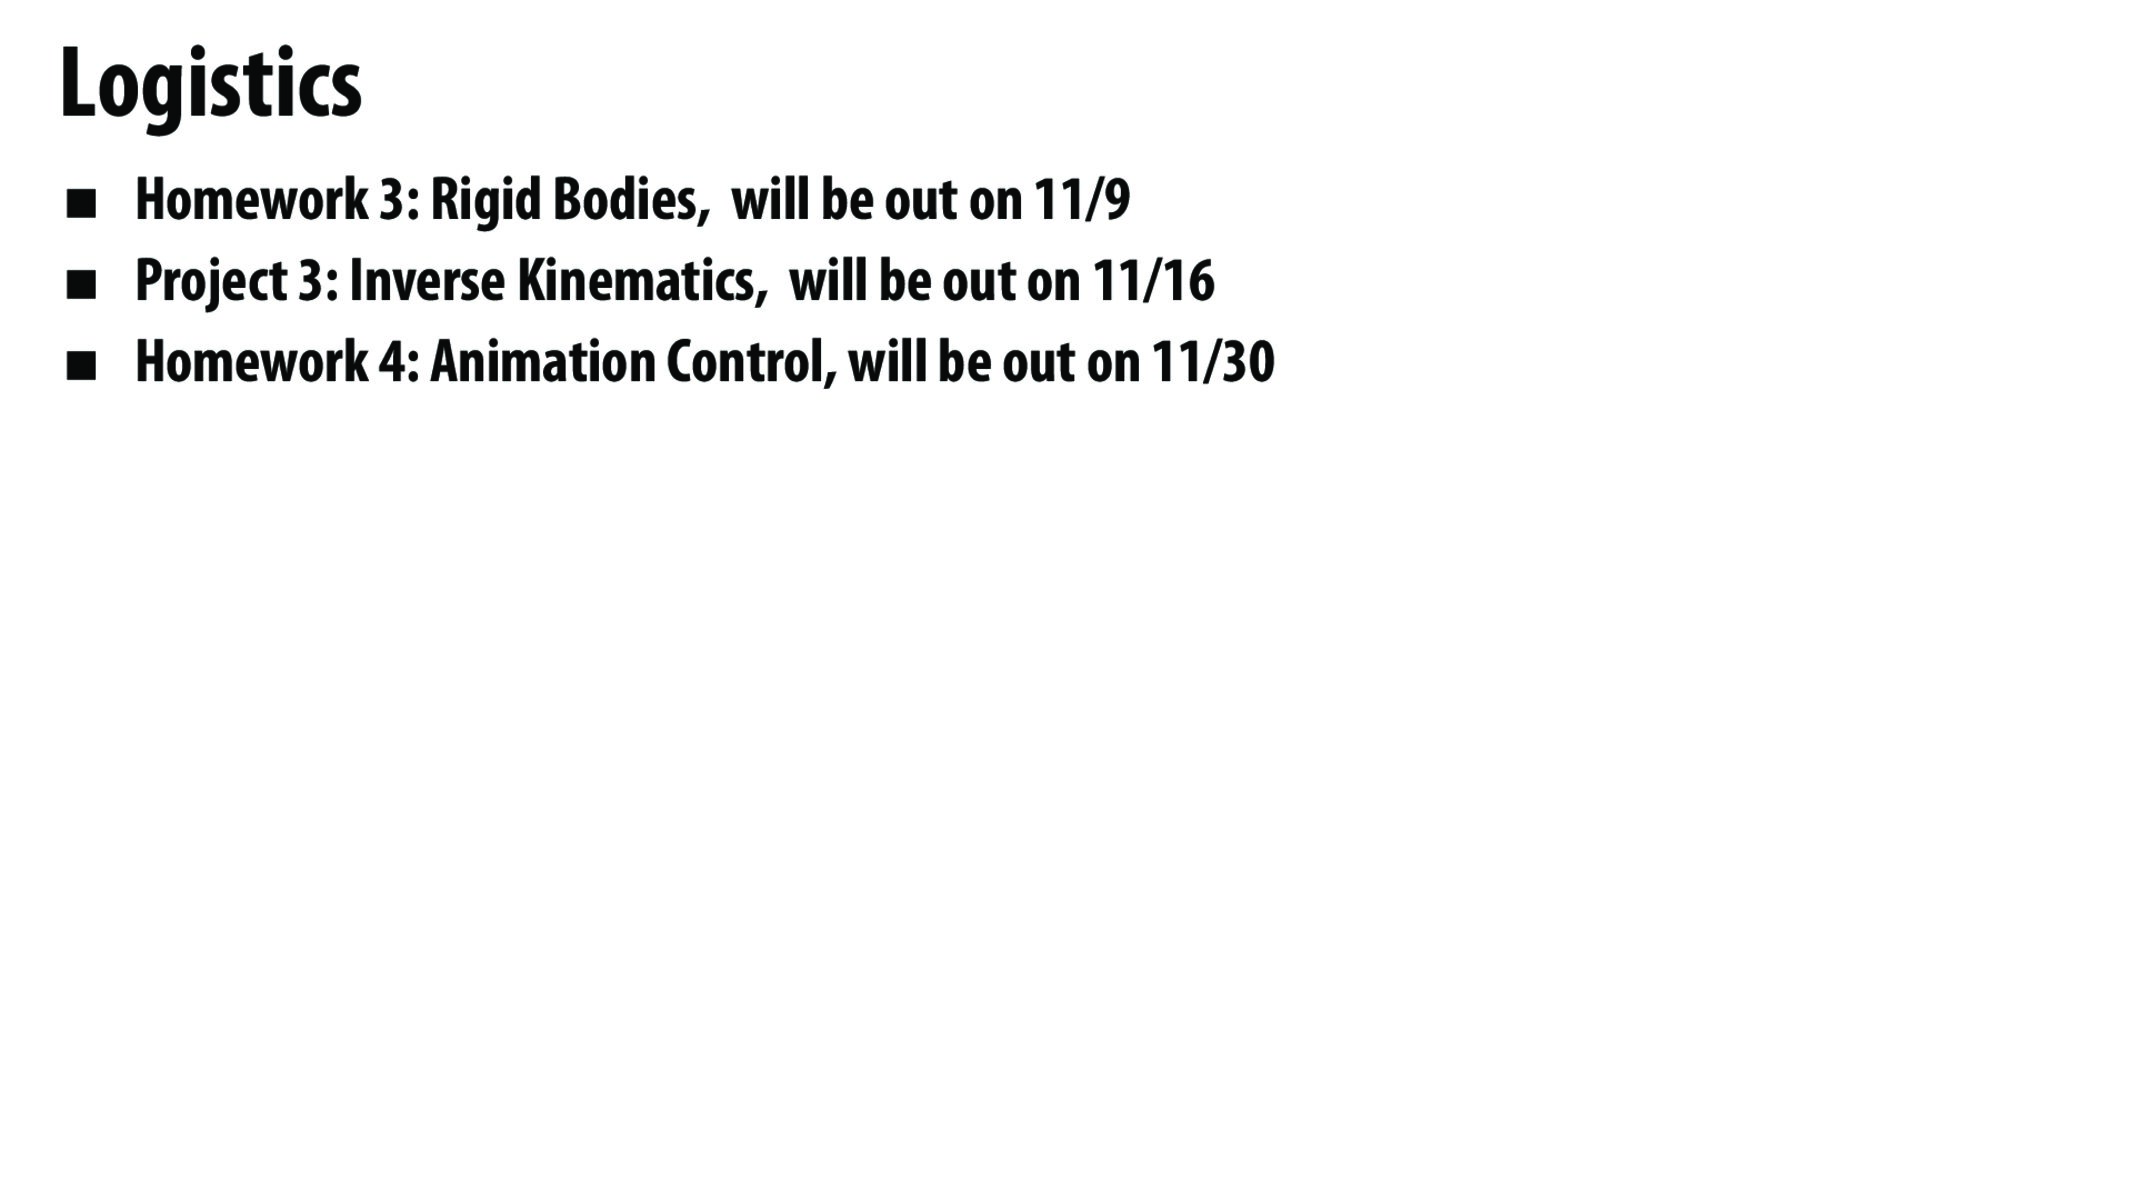 Logistics
■ Homework 3: Rigid Bodies,  will be out on 11/9
■ Project 3: Inverse Kinematics,  will be out on 11/16
■ Homework 4: Animation Control, will be out on 11/30